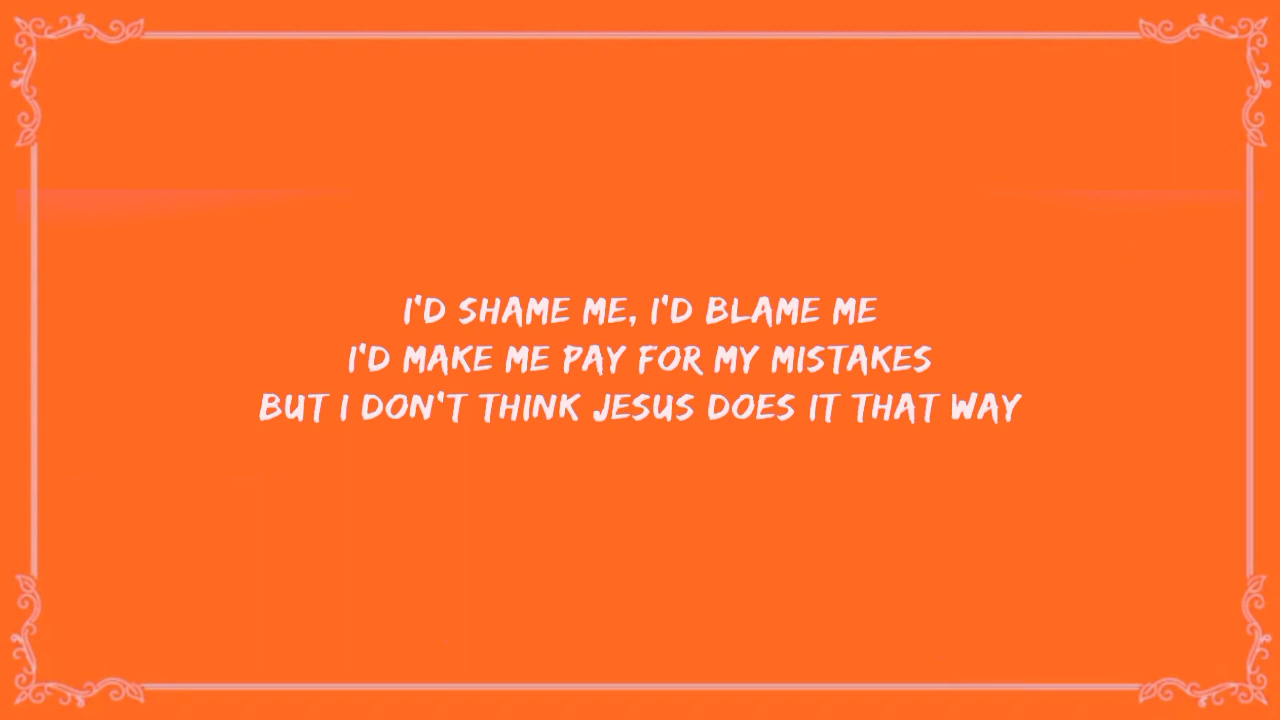 I'D SHAME ME, I'D BLAME ME
I'D MAKE ME PAY FOR MY MISTAKES
BUT I DON'T THINK JESUS DOES IT THAT WAY